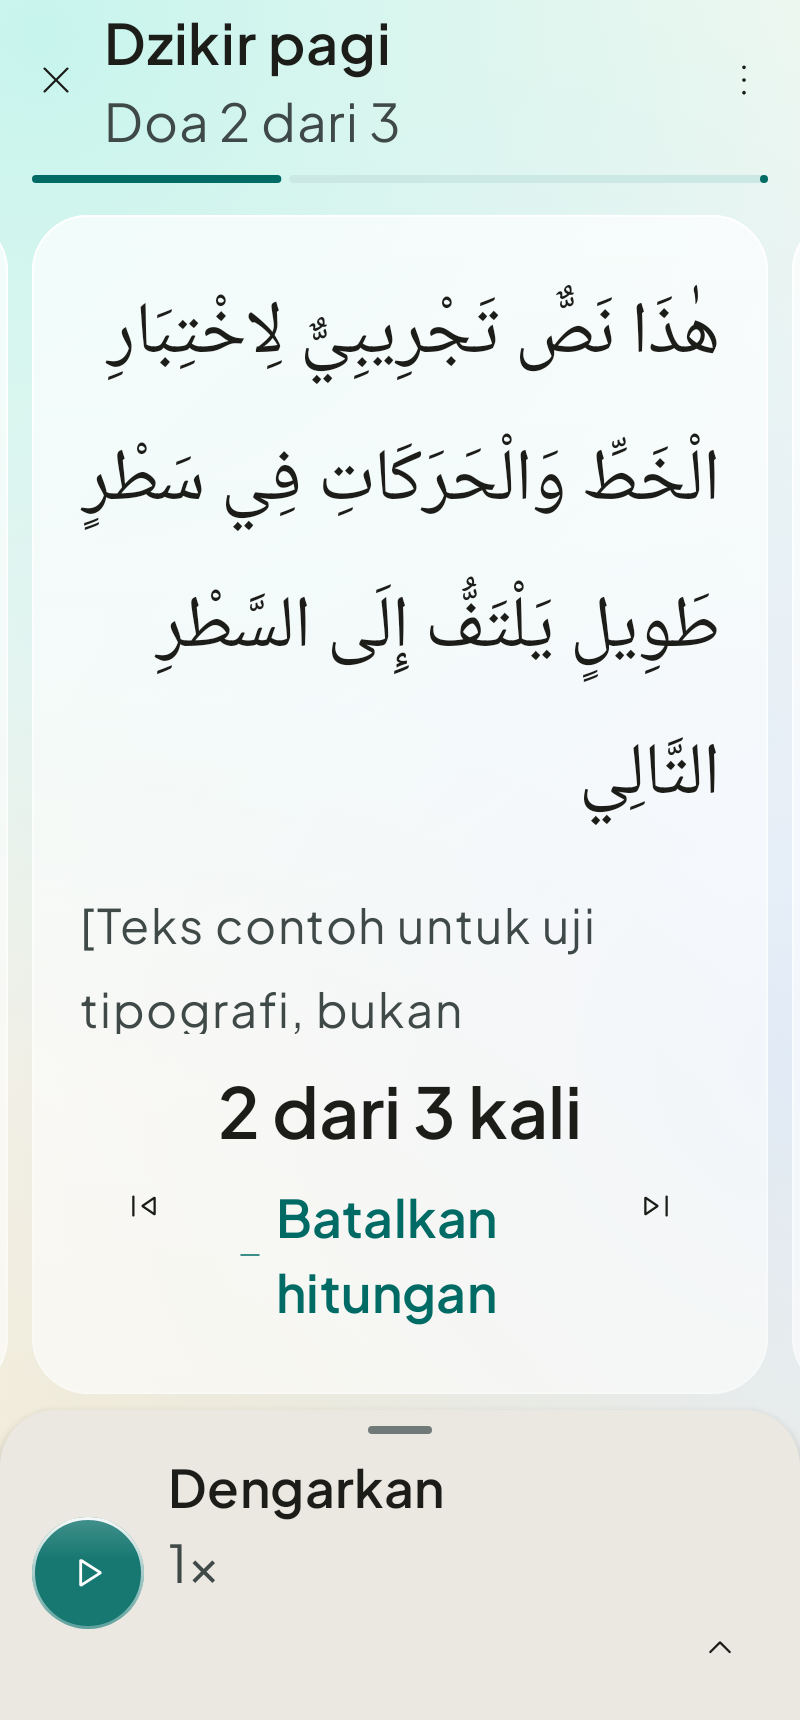 Dzikir pagi
Doa 2 dari 3
هٰذَا نَصٌّ تَجْرِيبِيٌّ لِاخْتِبَارِ
الْخَطِّ وَالْحَرَكَاتِ فِي سَطْرٍ
طَوِيلٍ يَلْتَفُّ إِلَى السَّطْرِ
التَّالِي
[Teks contoh untuk uji
tipografi, bukan
2 dari 3 kali
Batalkan
hitungan
Dengarkan
1×